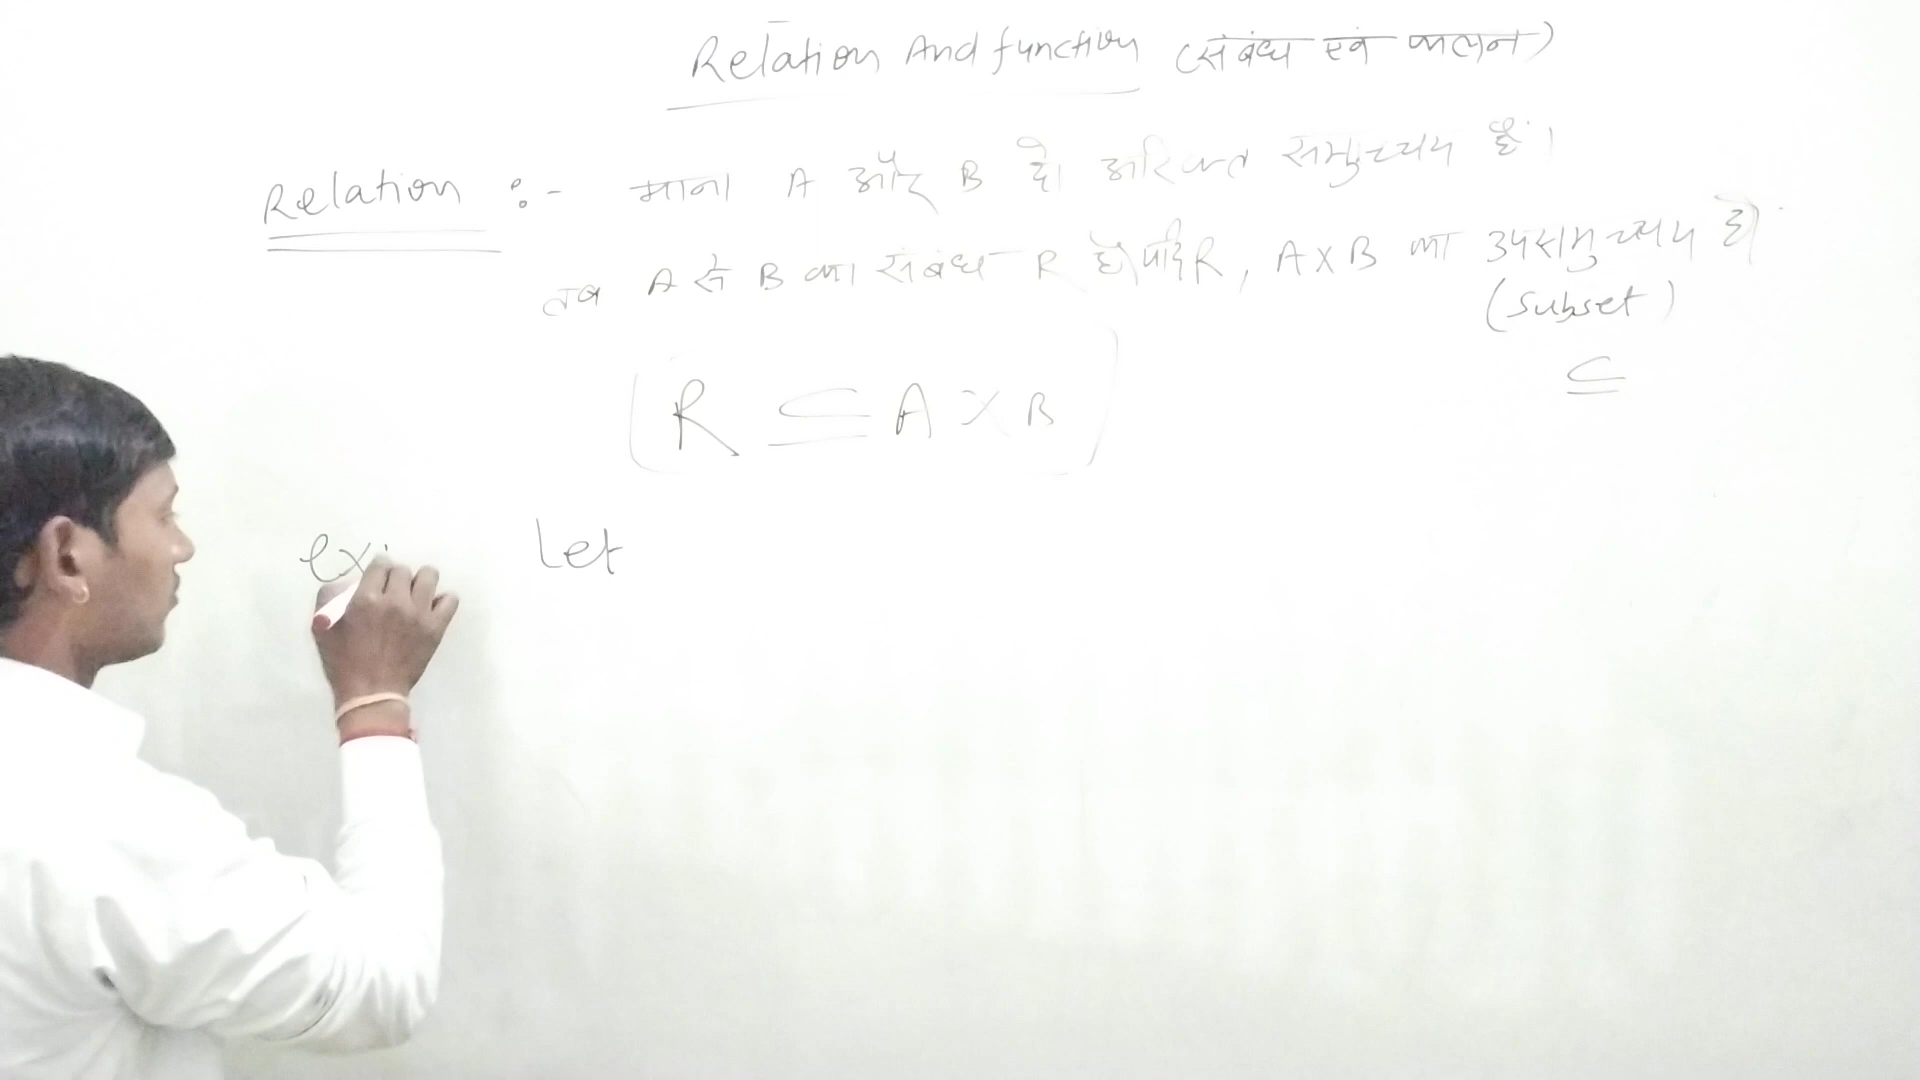 Relation And function (संबंध एवं फलन)
Relation :- माना A और B दो अरिक्त समुच्चय हैं।
तब A से B का संबंध R है यदि R, A×B का उपसमुच्चय हो
(subset)
⊆
R ⊆ A × B
ex: Let